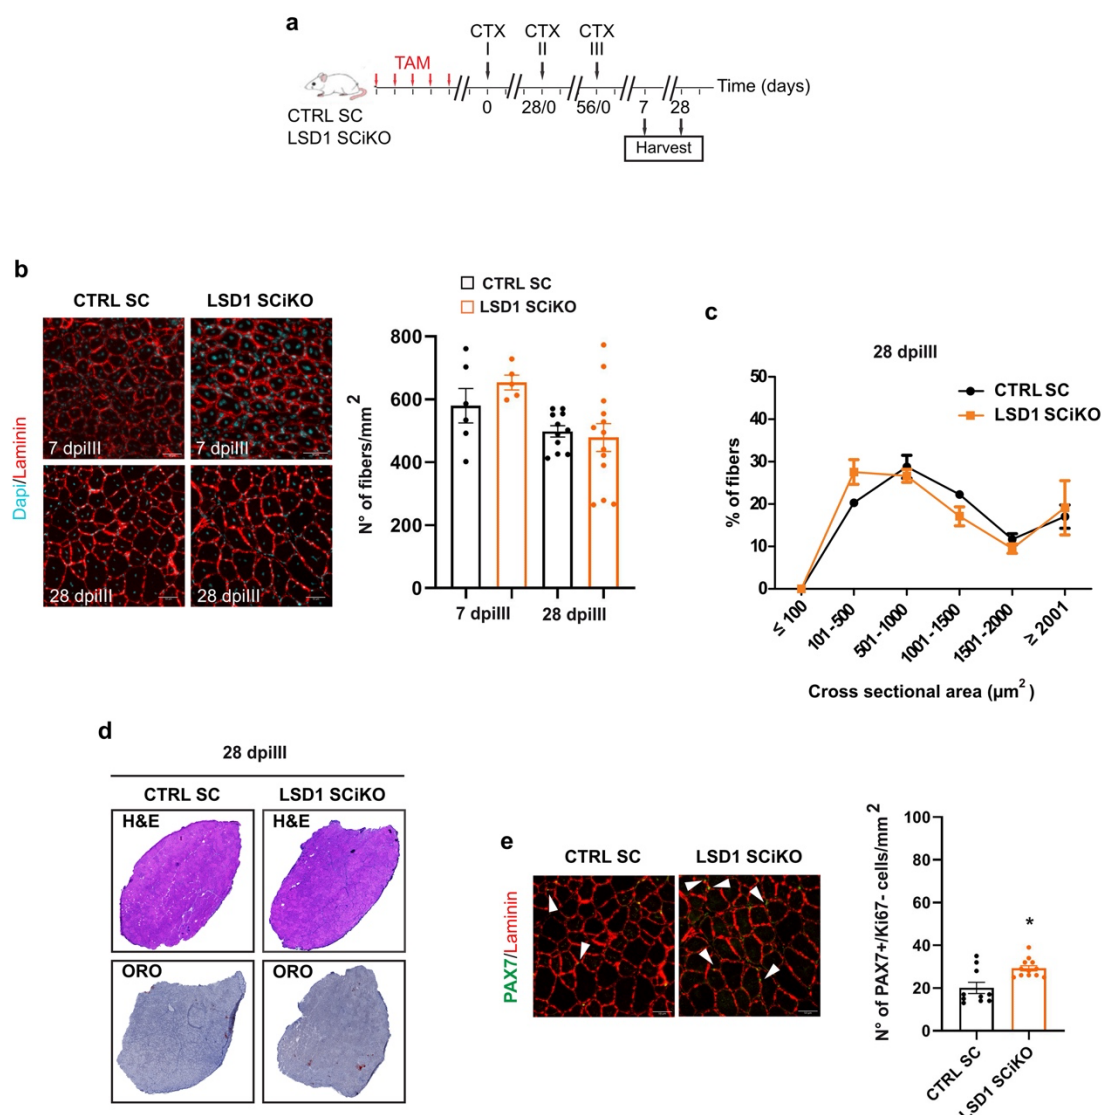 a
CTX CTX CTX
I II III
TAM
Time (days)
0 28/0 56/0 7 28
CTRL SC
LSD1 SCiKO
Harvest
b
CTRL SC LSD1 SCiKO
Dapi/Laminin
7 dpiIII 7 dpiIII
28 dpiIII 28 dpiIII
CTRL SC
LSD1 SCiKO
N° of fibers/mm²
800
600
400
200
0
7 dpiIII 28 dpiIII
c
28 dpiIII
CTRL SC
LSD1 SCiKO
% of fibers
50
40
30
20
10
0
≤ 100 101-500 501-1000 1001-1500 1501-2000 ≥ 2001
Cross sectional area (µm²)
d
28 dpiIII
CTRL SC LSD1 SCiKO
H&E H&E
ORO ORO
e
CTRL SC LSD1 SCiKO
PAX7/Laminin
N° of PAX7+/Ki67- cells/mm²
100
80
60
40
20
0
*
CTRL SC LSD1 SCiKO